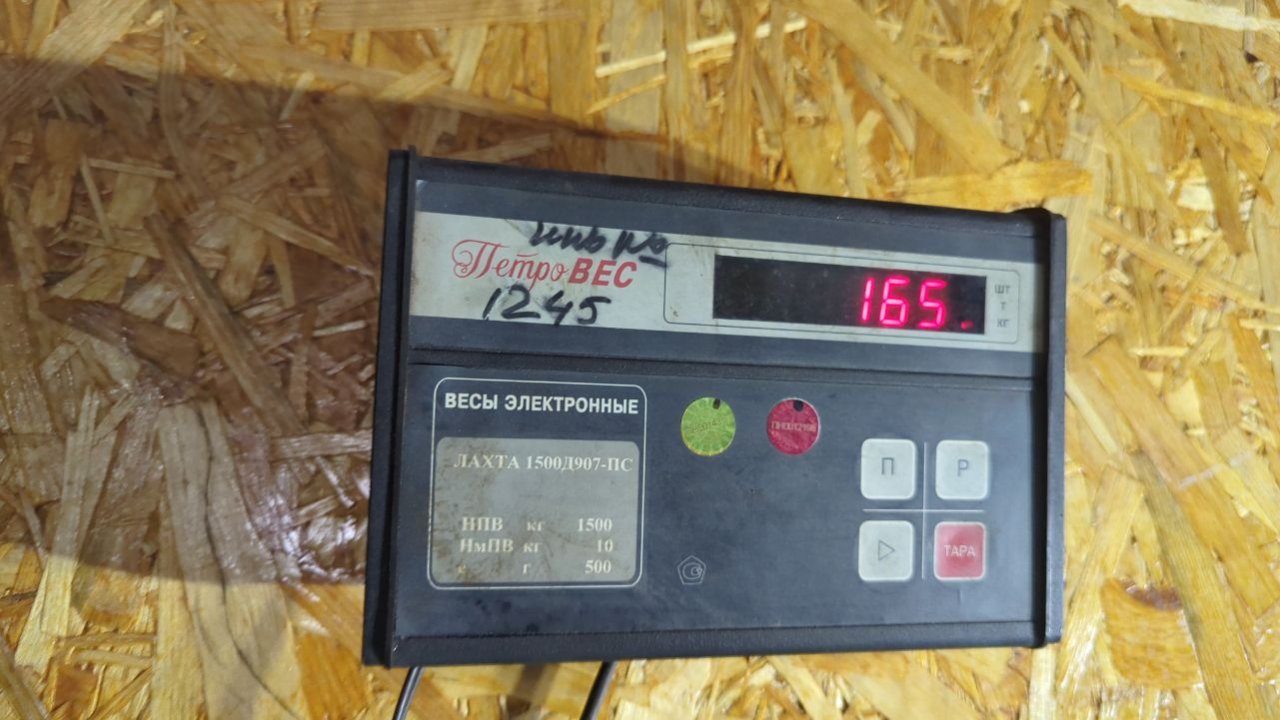 ПетроВЕС
1245
165
шт
т
кг
ВЕСЫ ЭЛЕКТРОННЫЕ
ЛАХТА 1500Д907-ПС
НПВ кг 1500
НмПВ кг 10
е г 500
П
Р
ТАРА